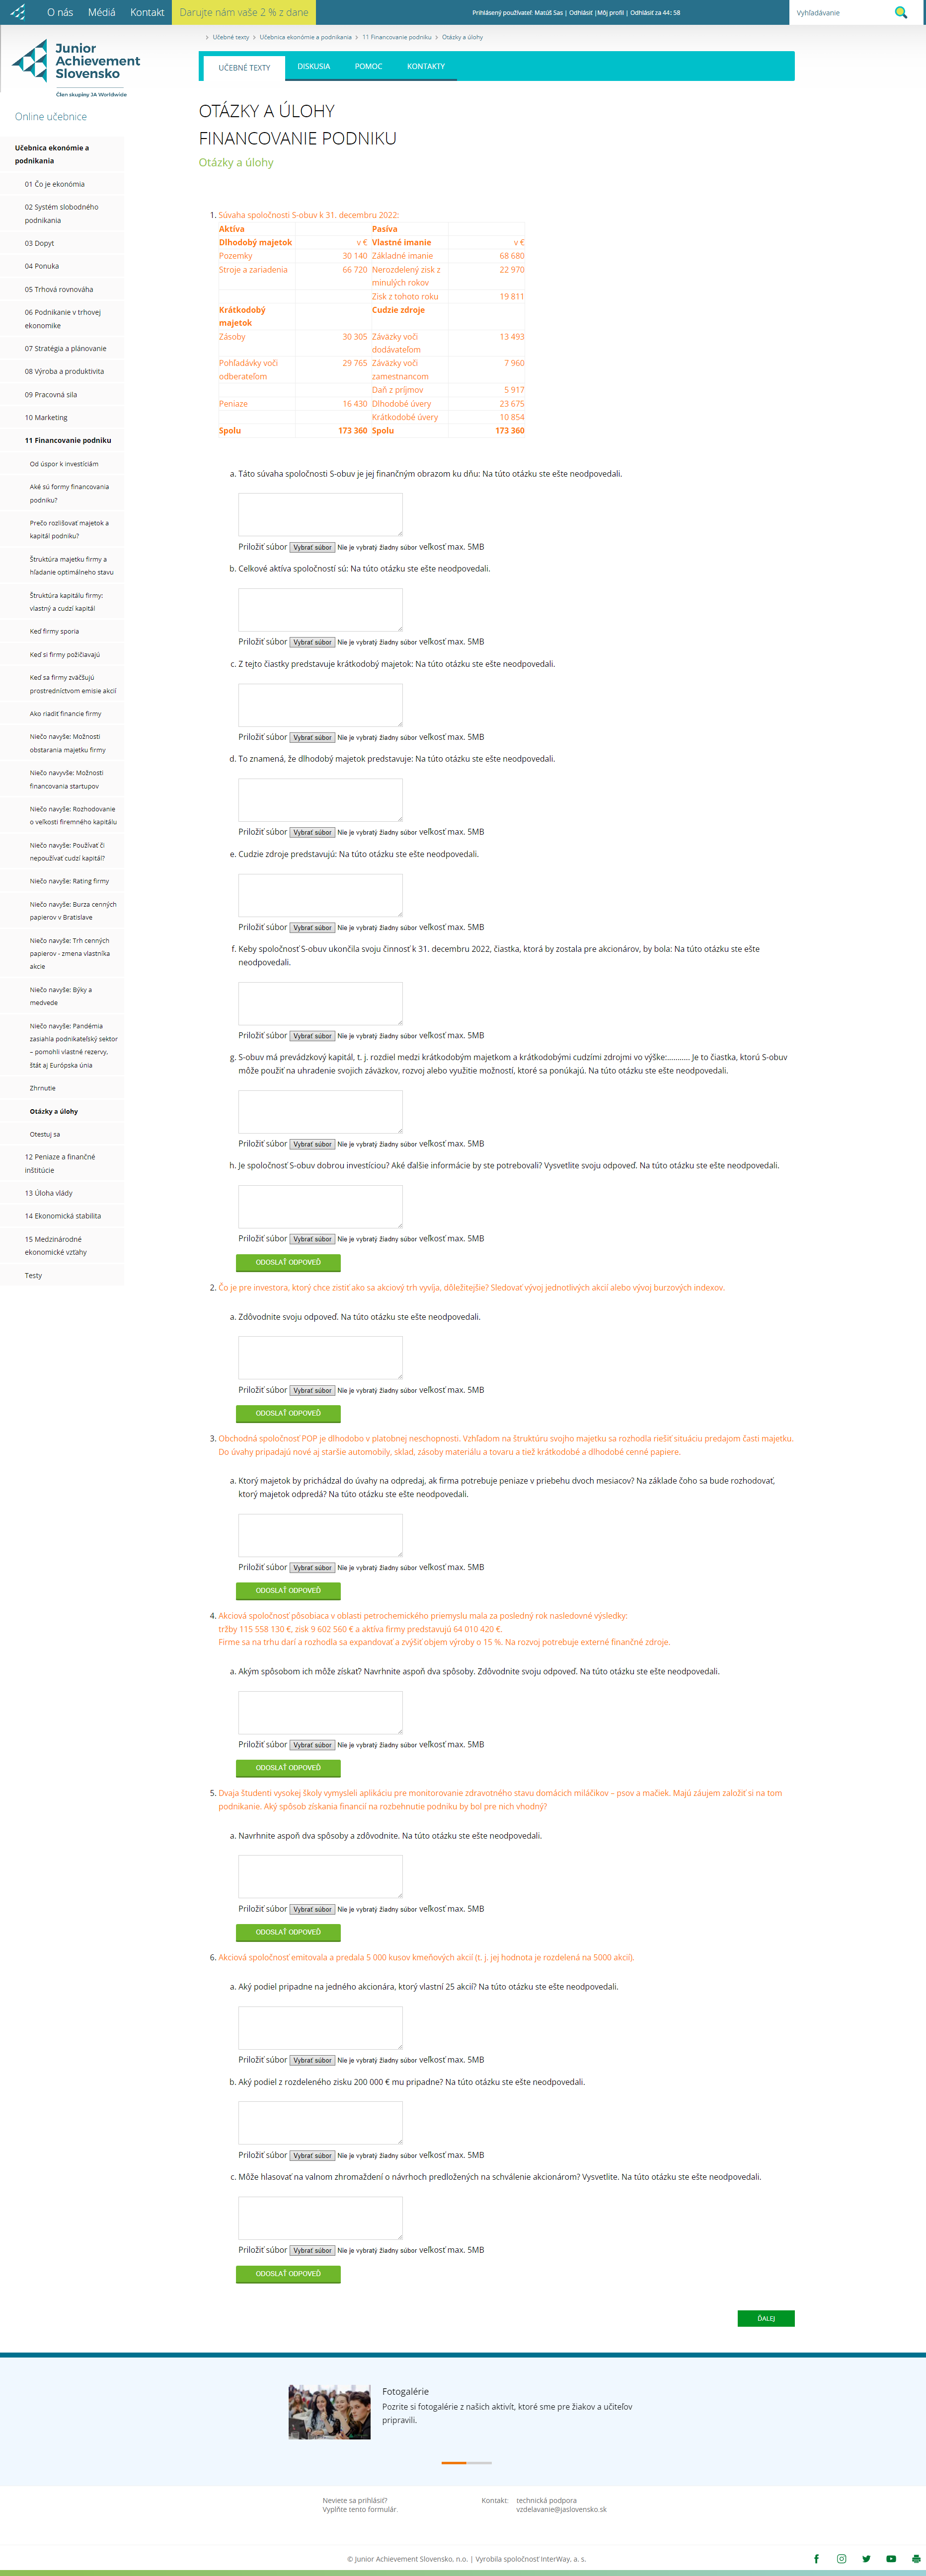 O nás Médiá Kontakt Darujte nám vaše 2 % z dane Prihlásený používateľ: Matúš Sas | Odhlásiť |Môj profil | Odhlásiť za 44: 58 Vyhľadávanie
Junior
Achievement
Slovensko
Člen skupiny JA Worldwide
Učebné texty Učebnica ekonómie a podnikania 11 Financovanie podniku Otázky a úlohy
UČEBNÉ TEXTY DISKUSIA POMOC KONTAKTY
Online učebnice
Učebnica ekonómie a
podnikania
01 Čo je ekonómia
02 Systém slobodného
podnikania
03 Dopyt
04 Ponuka
05 Trhová rovnováha
06 Podnikanie v trhovej
ekonomike
07 Stratégia a plánovanie
08 Výroba a produktivita
09 Pracovná sila
10 Marketing
11 Financovanie podniku
Od úspor k investíciám
Aké sú formy financovania
podniku?
Prečo rozlišovať majetok a
kapitál podniku?
Štruktúra majetku firmy a
hľadanie optimálneho stavu
Štruktúra kapitálu firmy:
vlastný a cudzí kapitál
Keď firmy sporia
Keď si firmy požičiavajú
Keď sa firmy zväčšujú
prostredníctvom emisie akcií
Ako riadiť financie firmy
Niečo navyše: Možnosti
obstarania majetku firmy
Niečo navyvše: Možnosti
financovania startupov
Niečo navyše: Rozhodovanie
o veľkosti firemného kapitálu
Niečo navyše: Používať či
nepoužívať cudzí kapitál?
Niečo navyše: Rating firmy
Niečo navyše: Burza cenných
papierov v Bratislave
Niečo navyše: Trh cenných
papierov - zmena vlastníka
akcie
Niečo navyše: Býky a
medvede
Niečo navyše: Pandémia
zasiahla podnikateľský sektor
– pomohli vlastné rezervy,
štát aj Európska únia
Zhrnutie
Otázky a úlohy
Otestuj sa
12 Peniaze a finančné
inštitúcie
13 Úloha vlády
14 Ekonomická stabilita
15 Medzinárodné
ekonomické vzťahy
Testy
OTÁZKY A ÚLOHY
FINANCOVANIE PODNIKU
Otázky a úlohy
1. Súvaha spoločnosti S-obuv k 31. decembru 2022:
Aktíva Pasíva
Dlhodobý majetok v € Vlastné imanie v €
Pozemky 30 140 Základné imanie 68 680
Stroje a zariadenia 66 720 Nerozdelený zisk z 22 970
minulých rokov
Zisk z tohoto roku 19 811
Krátkodobý Cudzie zdroje
majetok
Zásoby 30 305 Záväzky voči 13 493
dodávateľom
Pohľadávky voči 29 765 Záväzky voči 7 960
odberateľom zamestnancom
Daň z príjmov 5 917
Peniaze 16 430 Dlhodobé úvery 23 675
Krátkodobé úvery 10 854
Spolu 173 360 Spolu 173 360
a. Táto súvaha spoločnosti S-obuv je jej finančným obrazom ku dňu: Na túto otázku ste ešte neodpovedali.
Priložiť súbor Vybrať súbor Nie je vybratý žiadny súbor veľkosť max. 5MB
b. Celkové aktíva spoločností sú: Na túto otázku ste ešte neodpovedali.
Priložiť súbor Vybrať súbor Nie je vybratý žiadny súbor veľkosť max. 5MB
c. Z tejto čiastky predstavuje krátkodobý majetok: Na túto otázku ste ešte neodpovedali.
Priložiť súbor Vybrať súbor Nie je vybratý žiadny súbor veľkosť max. 5MB
d. To znamená, že dlhodobý majetok predstavuje: Na túto otázku ste ešte neodpovedali.
Priložiť súbor Vybrať súbor Nie je vybratý žiadny súbor veľkosť max. 5MB
e. Cudzie zdroje predstavujú: Na túto otázku ste ešte neodpovedali.
Priložiť súbor Vybrať súbor Nie je vybratý žiadny súbor veľkosť max. 5MB
f. Keby spoločnosť S-obuv ukončila svoju činnosť k 31. decembru 2022, čiastka, ktorá by zostala pre akcionárov, by bola: Na túto otázku ste ešte
neodpovedali.
Priložiť súbor Vybrať súbor Nie je vybratý žiadny súbor veľkosť max. 5MB
g. S-obuv má prevádzkový kapitál, t. j. rozdiel medzi krátkodobým majetkom a krátkodobými cudzími zdrojmi vo výške:........... Je to čiastka, ktorú S-obuv
môže použiť na uhradenie svojich záväzkov, rozvoj alebo využitie možností, ktoré sa ponúkajú. Na túto otázku ste ešte neodpovedali.
Priložiť súbor Vybrať súbor Nie je vybratý žiadny súbor veľkosť max. 5MB
h. Je spoločnosť S-obuv dobrou investíciou? Aké ďalšie informácie by ste potrebovali? Vysvetlite svoju odpoveď. Na túto otázku ste ešte neodpovedali.
Priložiť súbor Vybrať súbor Nie je vybratý žiadny súbor veľkosť max. 5MB
ODOSLAŤ ODPOVEĎ
2. Čo je pre investora, ktorý chce zistiť ako sa akciový trh vyvíja, dôležitejšie? Sledovať vývoj jednotlivých akcií alebo vývoj burzových indexov.
a. Zdôvodnite svoju odpoveď. Na túto otázku ste ešte neodpovedali.
Priložiť súbor Vybrať súbor Nie je vybratý žiadny súbor veľkosť max. 5MB
ODOSLAŤ ODPOVEĎ
3. Obchodná spoločnosť POP je dlhodobo v platobnej neschopnosti. Vzhľadom na štruktúru svojho majetku sa rozhodla riešiť situáciu predajom časti majetku.
Do úvahy pripadajú nové aj staršie automobily, sklad, zásoby materiálu a tovaru a tiež krátkodobé a dlhodobé cenné papiere.
a. Ktorý majetok by prichádzal do úvahy na odpredaj, ak firma potrebuje peniaze v priebehu dvoch mesiacov? Na základe čoho sa bude rozhodovať,
ktorý majetok odpredá? Na túto otázku ste ešte neodpovedali.
Priložiť súbor Vybrať súbor Nie je vybratý žiadny súbor veľkosť max. 5MB
ODOSLAŤ ODPOVEĎ
4. Akciová spoločnosť pôsobiaca v oblasti petrochemického priemyslu mala za posledný rok nasledovné výsledky:
tržby 115 558 130 €, zisk 9 602 560 € a aktíva firmy predstavujú 64 010 420 €.
Firme sa na trhu darí a rozhodla sa expandovať a zvýšiť objem výroby o 15 %. Na rozvoj potrebuje externé finančné zdroje.
a. Akým spôsobom ich môže získať? Navrhnite aspoň dva spôsoby. Zdôvodnite svoju odpoveď. Na túto otázku ste ešte neodpovedali.
Priložiť súbor Vybrať súbor Nie je vybratý žiadny súbor veľkosť max. 5MB
ODOSLAŤ ODPOVEĎ
5. Dvaja študenti vysokej školy vymysleli aplikáciu pre monitorovanie zdravotného stavu domácich miláčikov – psov a mačiek. Majú záujem založiť si na tom
podnikanie. Aký spôsob získania financií na rozbehnutie podniku by bol pre nich vhodný?
a. Navrhnite aspoň dva spôsoby a zdôvodnite. Na túto otázku ste ešte neodpovedali.
Priložiť súbor Vybrať súbor Nie je vybratý žiadny súbor veľkosť max. 5MB
ODOSLAŤ ODPOVEĎ
6. Akciová spoločnosť emitovala a predala 5 000 kusov kmeňových akcií (t. j. jej hodnota je rozdelená na 5000 akcií).
a. Aký podiel pripadne na jedného akcionára, ktorý vlastní 25 akcií? Na túto otázku ste ešte neodpovedali.
Priložiť súbor Vybrať súbor Nie je vybratý žiadny súbor veľkosť max. 5MB
b. Aký podiel z rozdeleného zisku 200 000 € mu pripadne? Na túto otázku ste ešte neodpovedali.
Priložiť súbor Vybrať súbor Nie je vybratý žiadny súbor veľkosť max. 5MB
c. Môže hlasovať na valnom zhromaždení o návrhoch predložených na schválenie akcionárom? Vysvetlite. Na túto otázku ste ešte neodpovedali.
Priložiť súbor Vybrať súbor Nie je vybratý žiadny súbor veľkosť max. 5MB
ODOSLAŤ ODPOVEĎ
ĎALEJ
Fotogalérie
Pozrite si fotogalérie z našich aktivít, ktoré sme pre žiakov a učiteľov
pripravili.
Neviete sa prihlásiť? Kontakt: technická podpora
Vyplňte tento formulár. vzdelavanie@jaslovensko.sk
© Junior Achievement Slovensko, n.o. | Vyrobila spoločnosť InterWay, a. s.